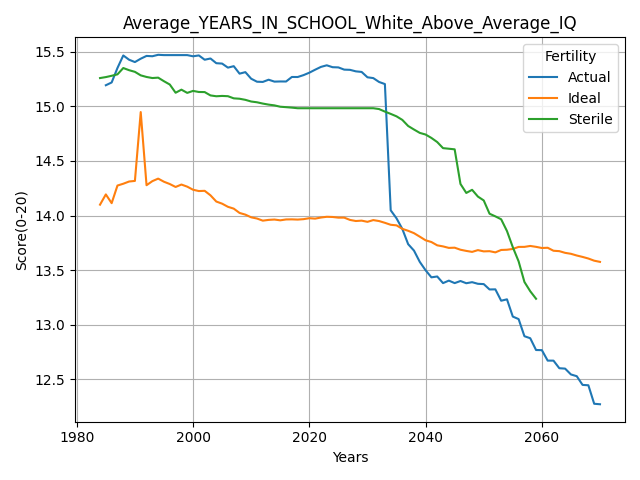 Average_YEARS_IN_SCHOOL_White_Above_Average_IQ
Fertility
Actual
Ideal
Sterile
Score(0-20)
15.5
15.0
14.5
14.0
13.5
13.0
12.5
1980
2000
2020
2040
2060
Years